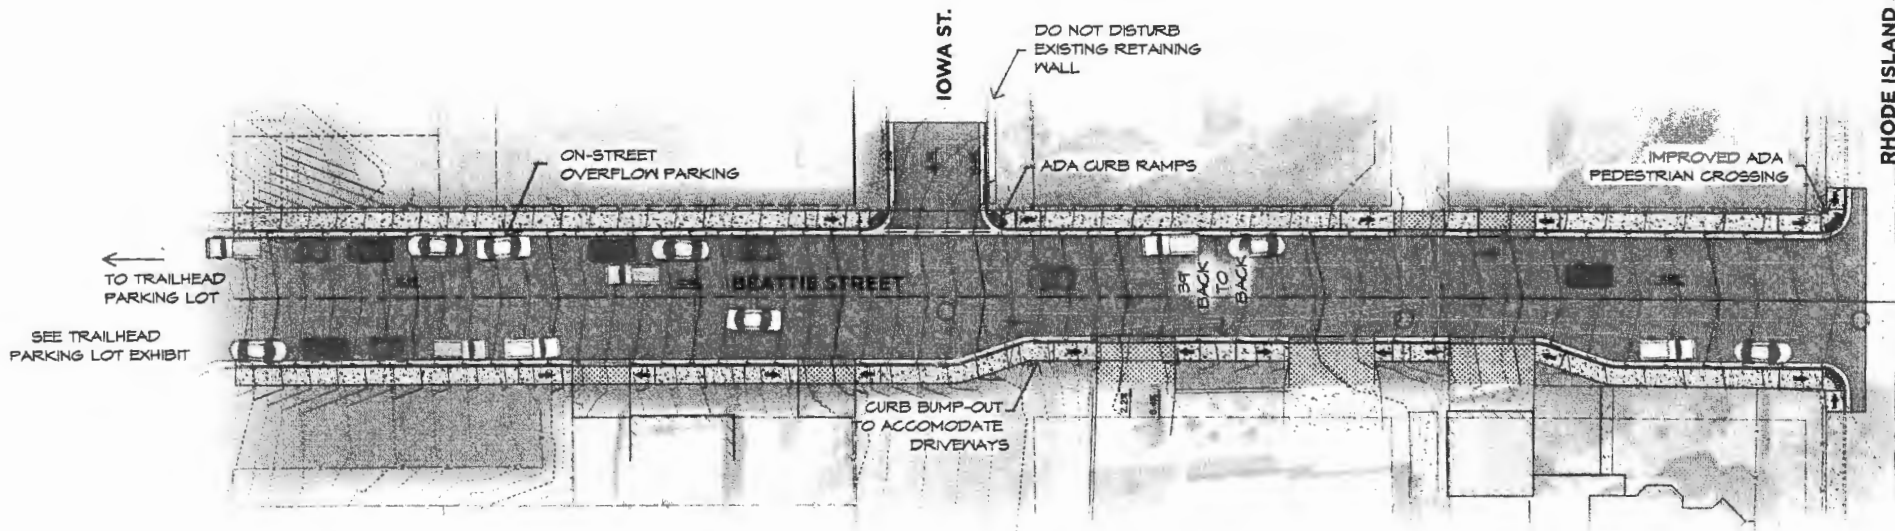 IOWA ST.
DO NOT DISTURB
EXISTING RETAINING
WALL
RHODE ISLAND
ON-STREET
OVERFLOW PARKING
ADA CURB RAMPS
IMPROVED ADA
PEDESTRIAN CROSSING
TO TRAILHEAD
PARKING LOT
BEATTIE STREET
39
BACK
TO
BACK
SEE TRAILHEAD
PARKING LOT EXHIBIT
CURB BUMP-OUT
TO ACCOMODATE
DRIVEWAYS